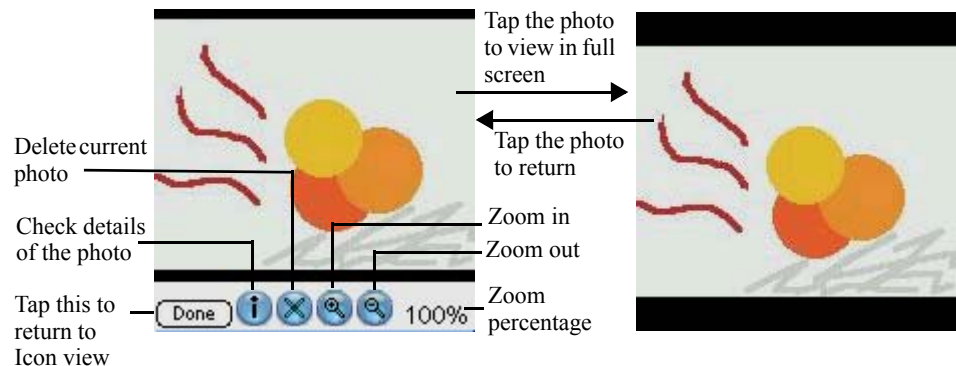 Tap the photo
to view in full
screen
Tap the photo
to return
Delete current
photo
Check details
of the photo
Tap this to
return to
Icon view
Zoom in
Zoom out
Zoom
percentage
Done
i
100%